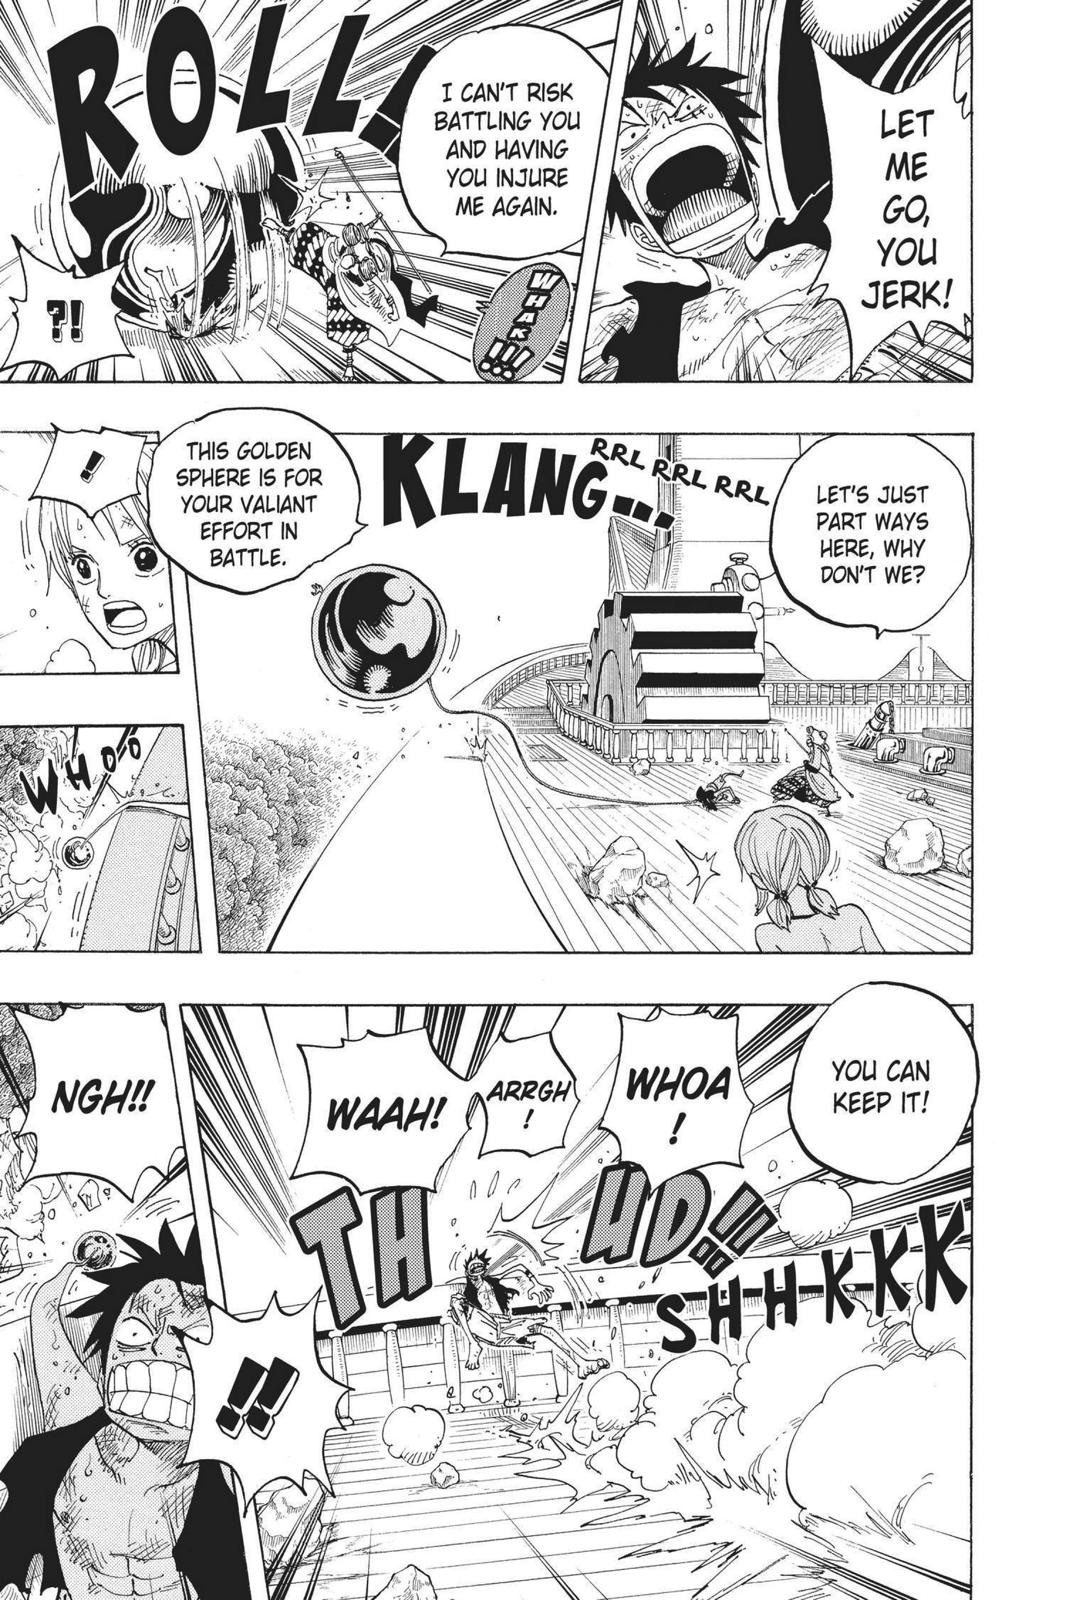 LET
ME
GO,
YOU
JERK!
I CAN'T RISK
BATTLING YOU
AND HAVING
YOU INJURE
ME AGAIN.
WHAK!!!
ROLL!
?!
LET'S JUST
PART WAYS
HERE, WHY
DON'T WE?
RRL RRL RRL
KLANG...
THIS GOLDEN
SPHERE IS FOR
YOUR VALIANT
EFFORT IN
BATTLE.
!
WHOO
YOU CAN
KEEP IT!
WHOA
!
ARRGH
!
WAAH!
THUD!!
SHHKKK
NGH!!
!!